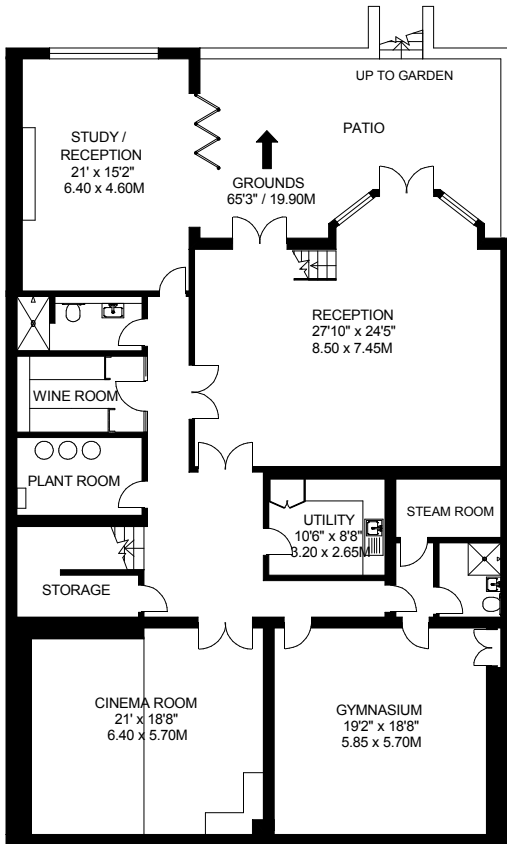 UP TO GARDEN
PATIO
STUDY /
RECEPTION
21' x 15'2"
6.40 x 4.60M
GROUNDS
65'3" / 19.90M
RECEPTION
27'10" x 24'5"
8.50 x 7.45M
WINE ROOM
PLANT ROOM
UTILITY
10'6" x 8'8"
3.20 x 2.65M
STEAM ROOM
STORAGE
CINEMA ROOM
21' x 18'8"
6.40 x 5.70M
GYMNASIUM
19'2" x 18'8"
5.85 x 5.70M